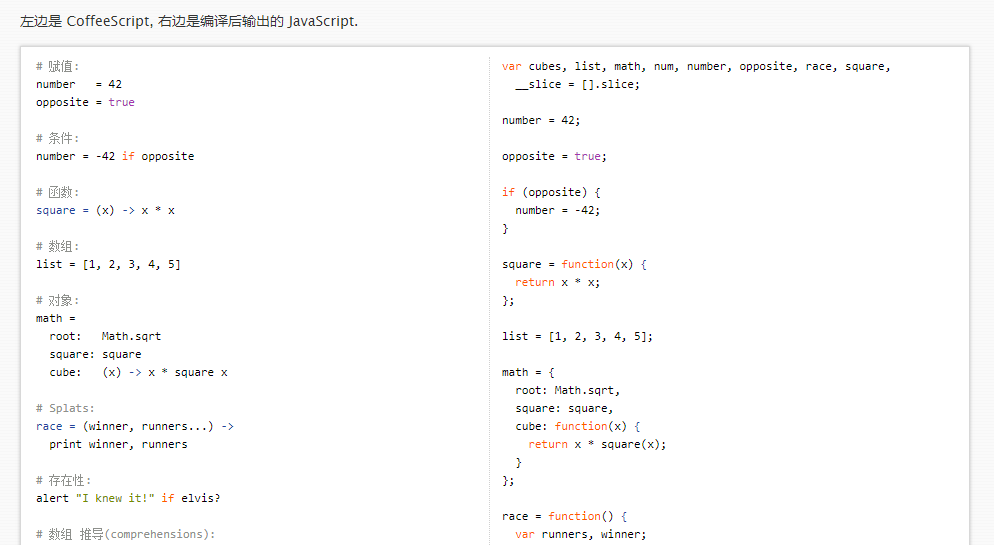 左边是 CoffeeScript, 右边是编译后输出的 JavaScript.
# 赋值:
number   = 42
opposite = true
# 条件:
number = -42 if opposite
# 函数:
square = (x) -> x * x
# 数组:
list = [1, 2, 3, 4, 5]
# 对象:
math =
  root:   Math.sqrt
  square: square
  cube:   (x) -> x * square x
# Splats:
race = (winner, runners...) ->
  print winner, runners
# 存在性:
alert "I knew it!" if elvis?
# 数组 推导(comprehensions):
var cubes, list, math, num, number, opposite, race, square,
  __slice = [].slice;
number = 42;
opposite = true;
if (opposite) {
  number = -42;
}
square = function(x) {
  return x * x;
};
list = [1, 2, 3, 4, 5];
math = {
  root: Math.sqrt,
  square: square,
  cube: function(x) {
    return x * square(x);
  }
};
race = function() {
  var runners, winner;